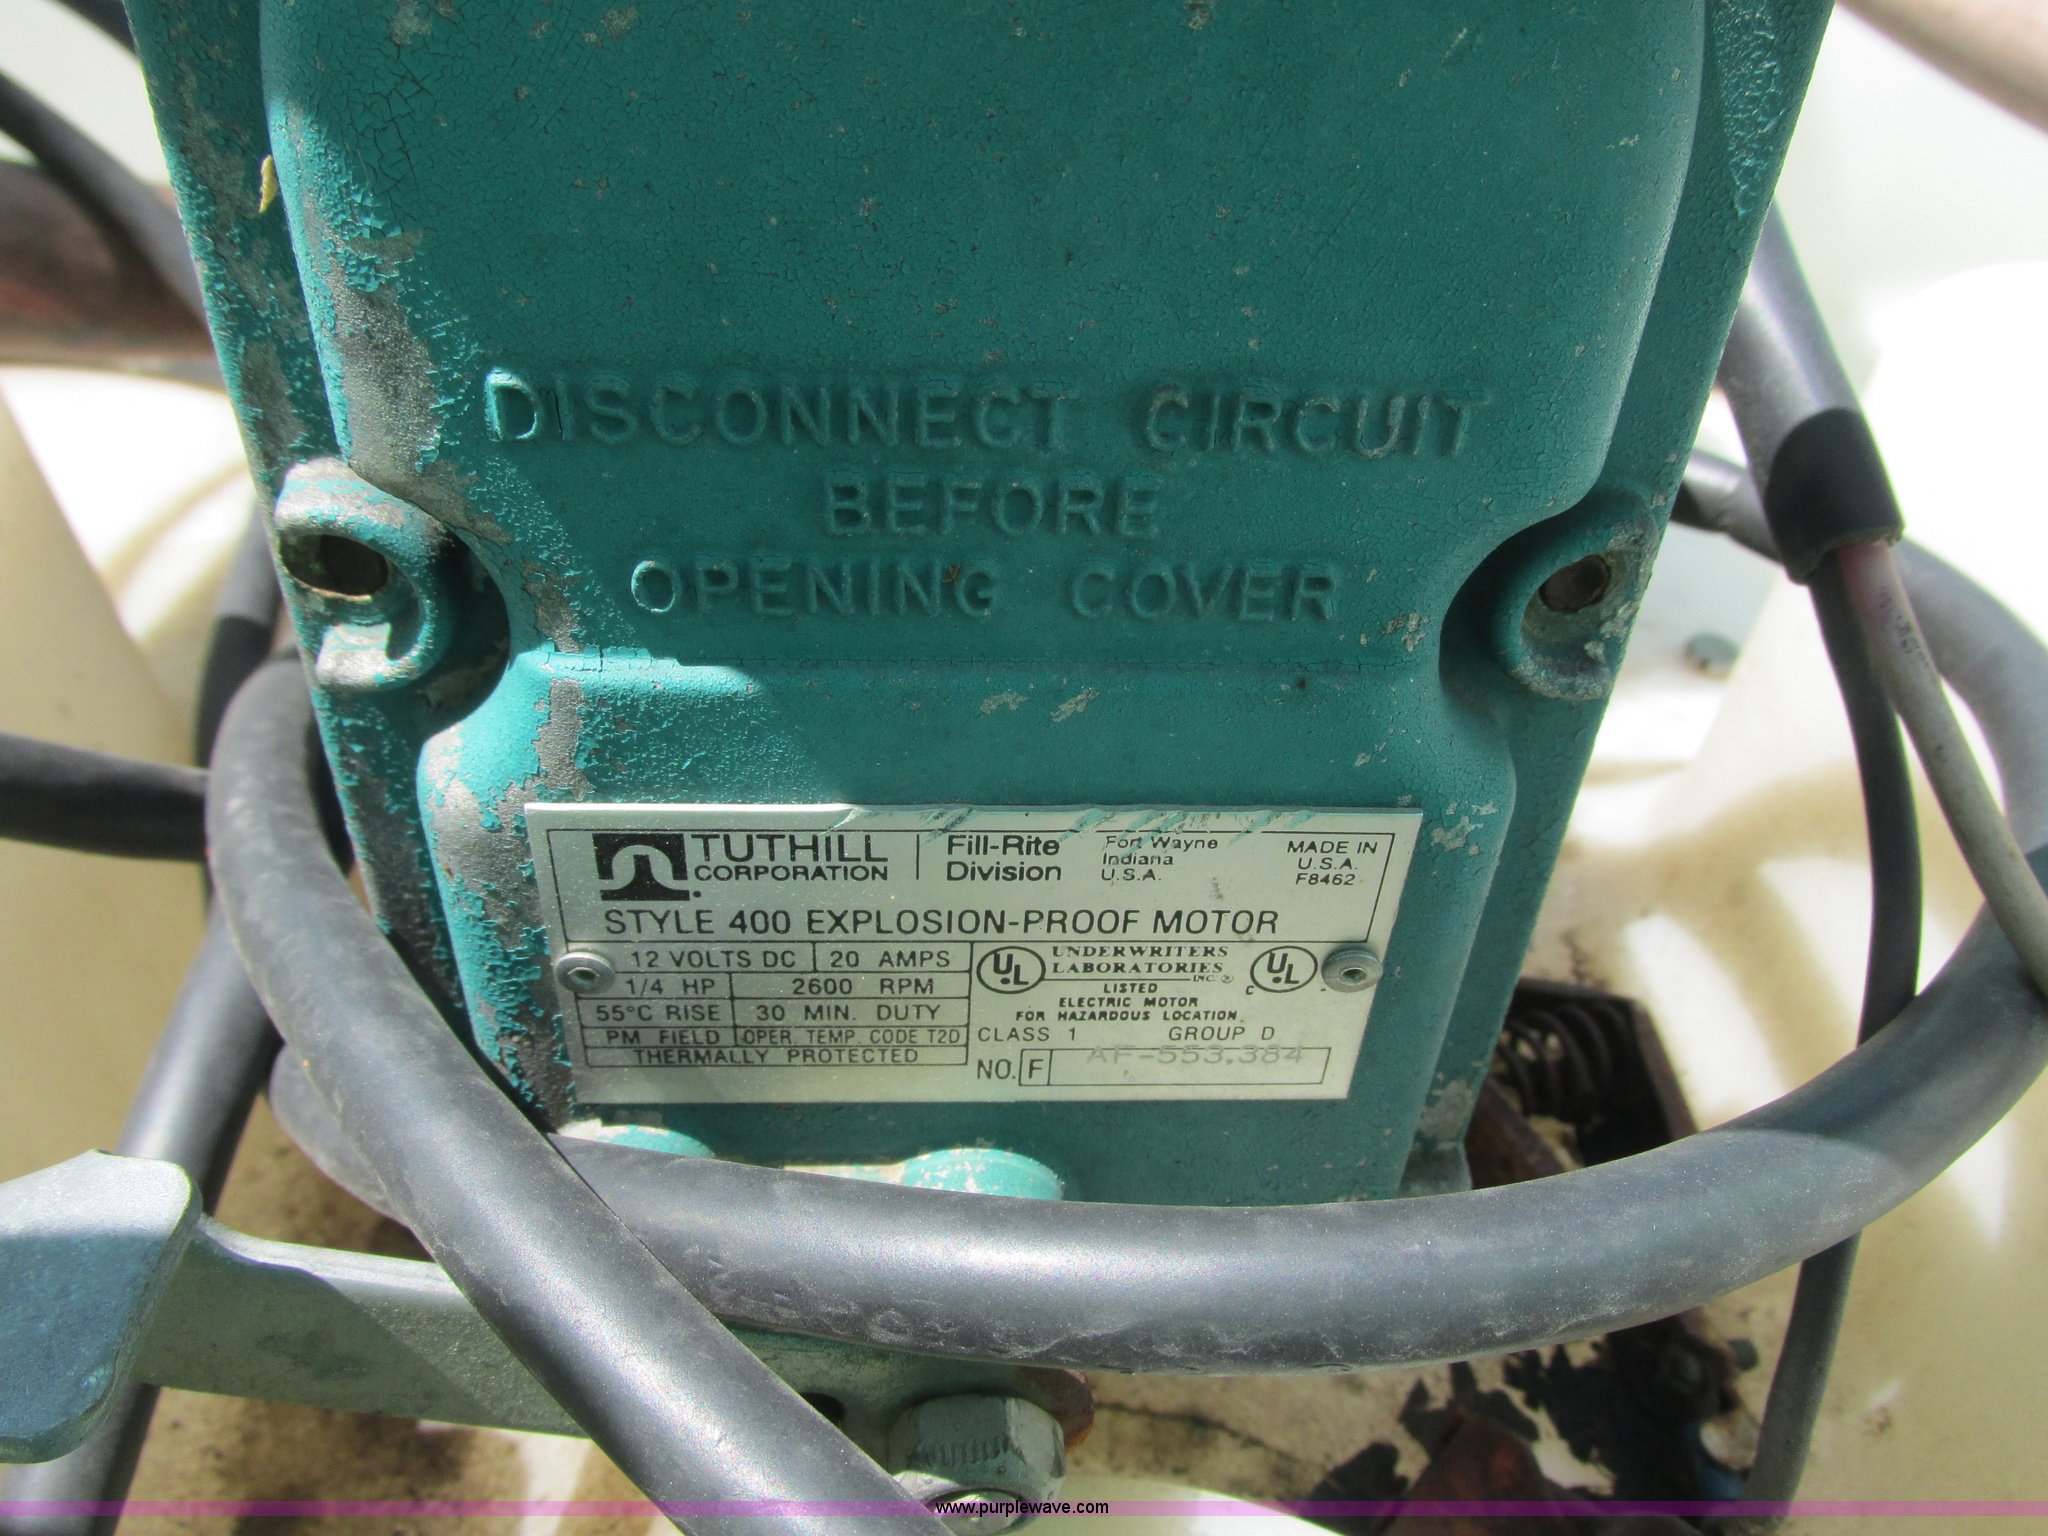 DISCONNECT CIRCUIT
BEFORE
OPENING COVER
TUTHILL
CORPORATION
Fill-Rite
Division
Fort Wayne
Indiana
U.S.A.
MADE IN
U.S.A.
F8462
STYLE 400 EXPLOSION-PROOF MOTOR
12 VOLTS DC 20 AMPS
1/4 HP 2600 RPM
55°C RISE 30 MIN. DUTY
PM FIELD OPER. TEMP. CODE T2D
THERMALLY PROTECTED
UL UNDERWRITERS
LABORATORIES INC.® C UL
LISTED
ELECTRIC MOTOR
FOR HAZARDOUS LOCATION
CLASS 1 GROUP D
NO. F AF-553,384
www.purplewave.com